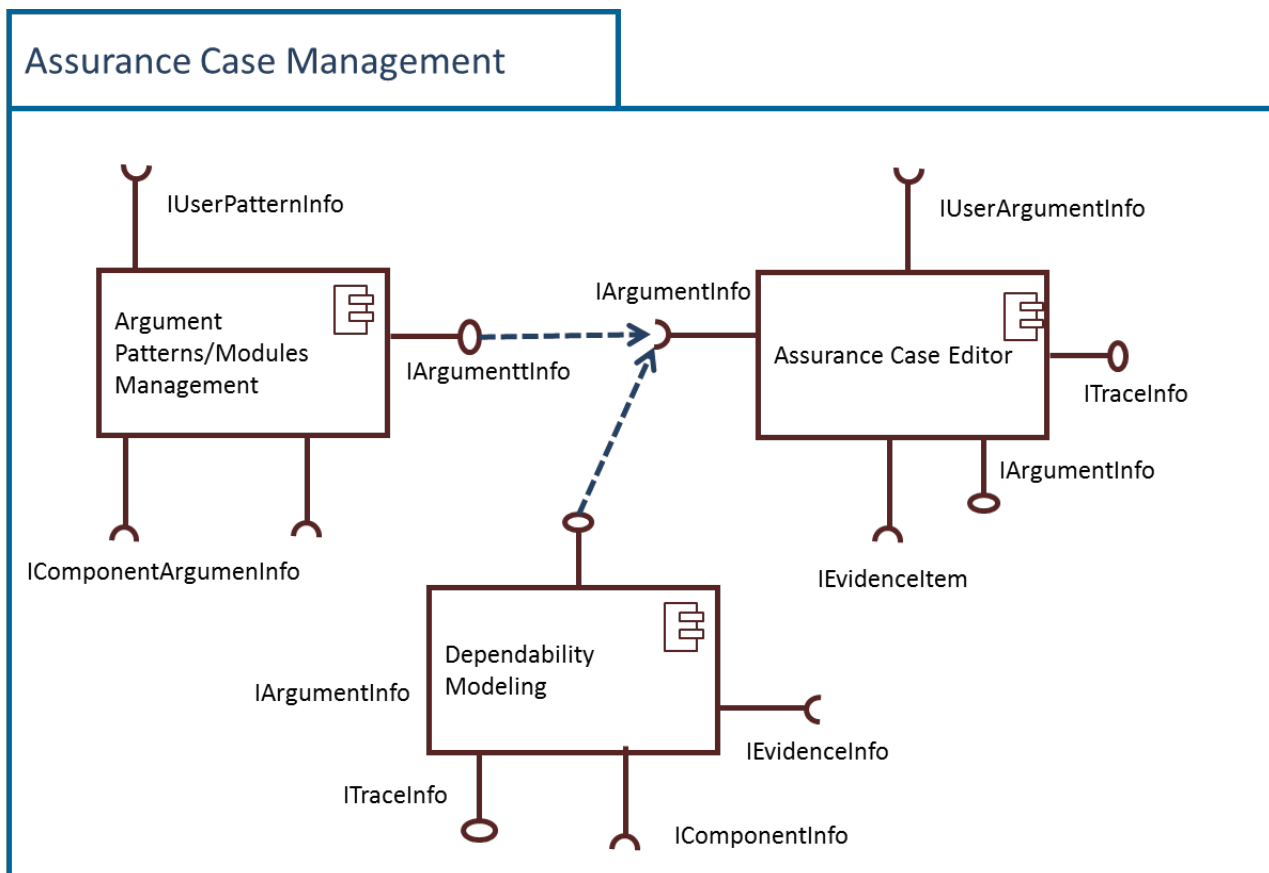 Assurance Case Management
IUserPatternInfo
IUserArgumentInfo
IArgumentInfo
Argument
Patterns/Modules
Management
IArgumenttInfo
Assurance Case Editor
ITraceInfo
IArgumentInfo
IComponentArgumenInfo
IEvidenceItem
Dependability
Modeling
IArgumentInfo
IEvidenceInfo
ITraceInfo
IComponentInfo